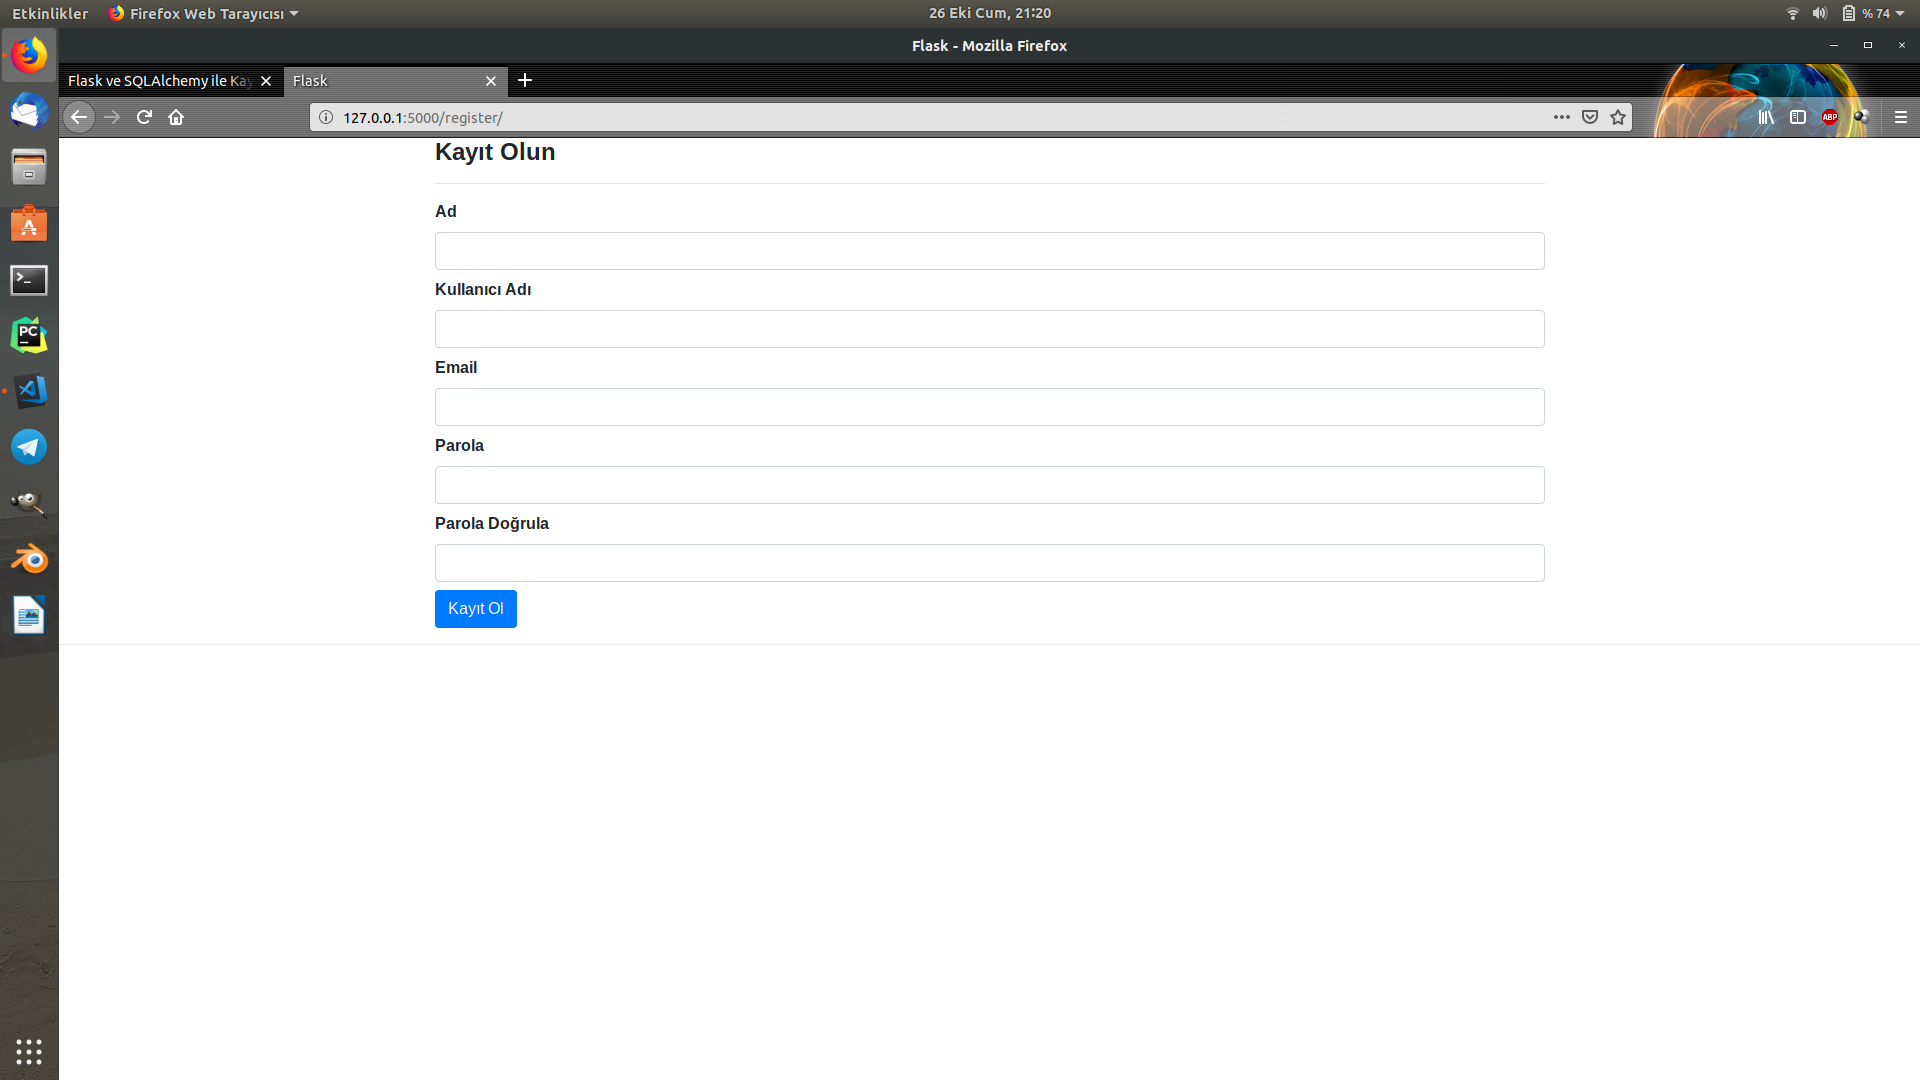 Etkinlikler Firefox Web Tarayıcısı 26 Eki Cum, 21:20 % 74
Flask - Mozilla Firefox
Flask ve SQLAlchemy ile Kay Flask
127.0.0.1:5000/register/ ABP
Kayıt Olun
Ad
Kullanıcı Adı
Email
Parola
Parola Doğrula
Kayıt Ol
PC